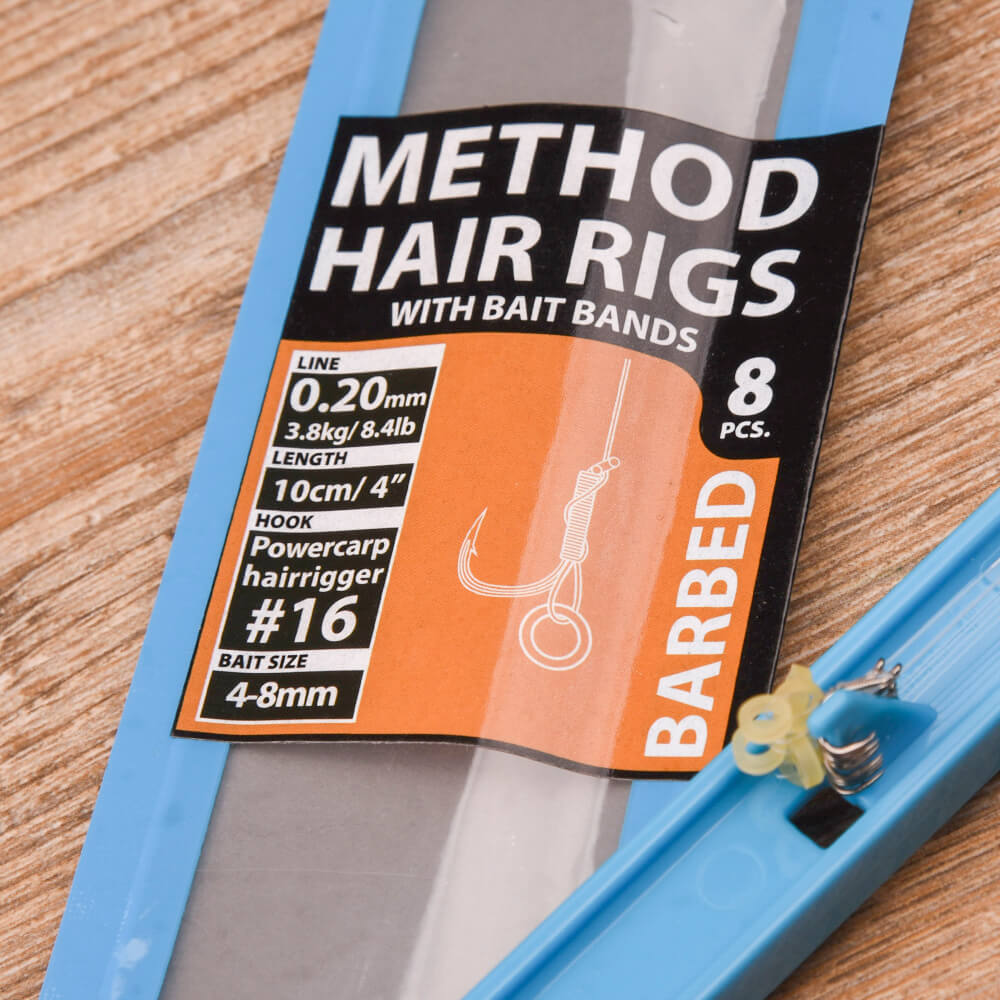 METHOD
HAIR RIGS
WITH BAIT BANDS
8
PCS.
LINE
0.20mm
3.8kg/8.4lb
LENGTH
10cm/4"
HOOK
Powercarp
hairrigger
#16
BAIT SIZE
4-8mm
BARBED